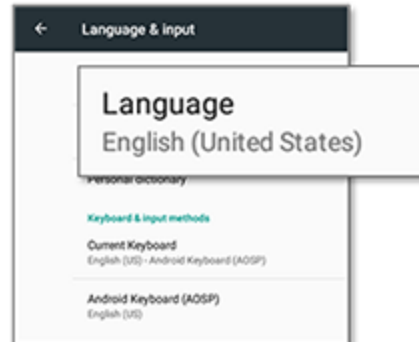 Language & input
Language
English (United States)
Personal dictionary
Keyboard & input methods
Current Keyboard
English (US) - Android Keyboard (AOSP)
Android Keyboard (AOSP)
English (US)